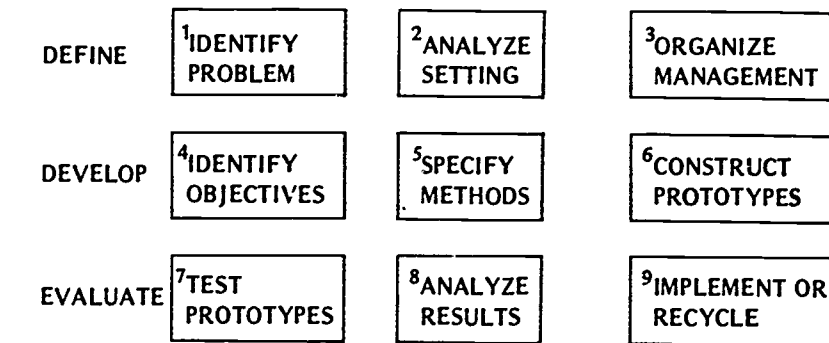 DEFINE
¹IDENTIFY
PROBLEM
²ANALYZE
SETTING
³ORGANIZE
MANAGEMENT
DEVELOP
⁴IDENTIFY
OBJECTIVES
⁵SPECIFY
METHODS
⁶CONSTRUCT
PROTOTYPES
EVALUATE
⁷TEST
PROTOTYPES
⁸ANALYZE
RESULTS
⁹IMPLEMENT OR
RECYCLE